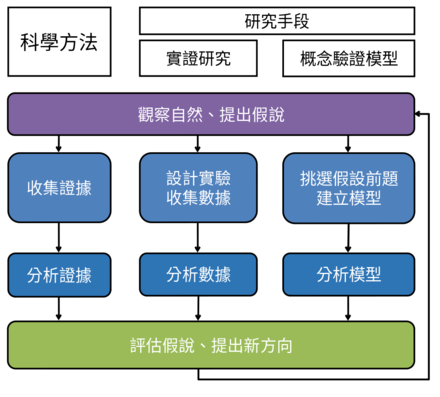 科學方法
研究手段
實證研究
概念驗證模型
觀察自然、提出假說
收集證據
設計實驗
收集數據
挑選假設前題
建立模型
分析證據
分析數據
分析模型
評估假說、提出新方向